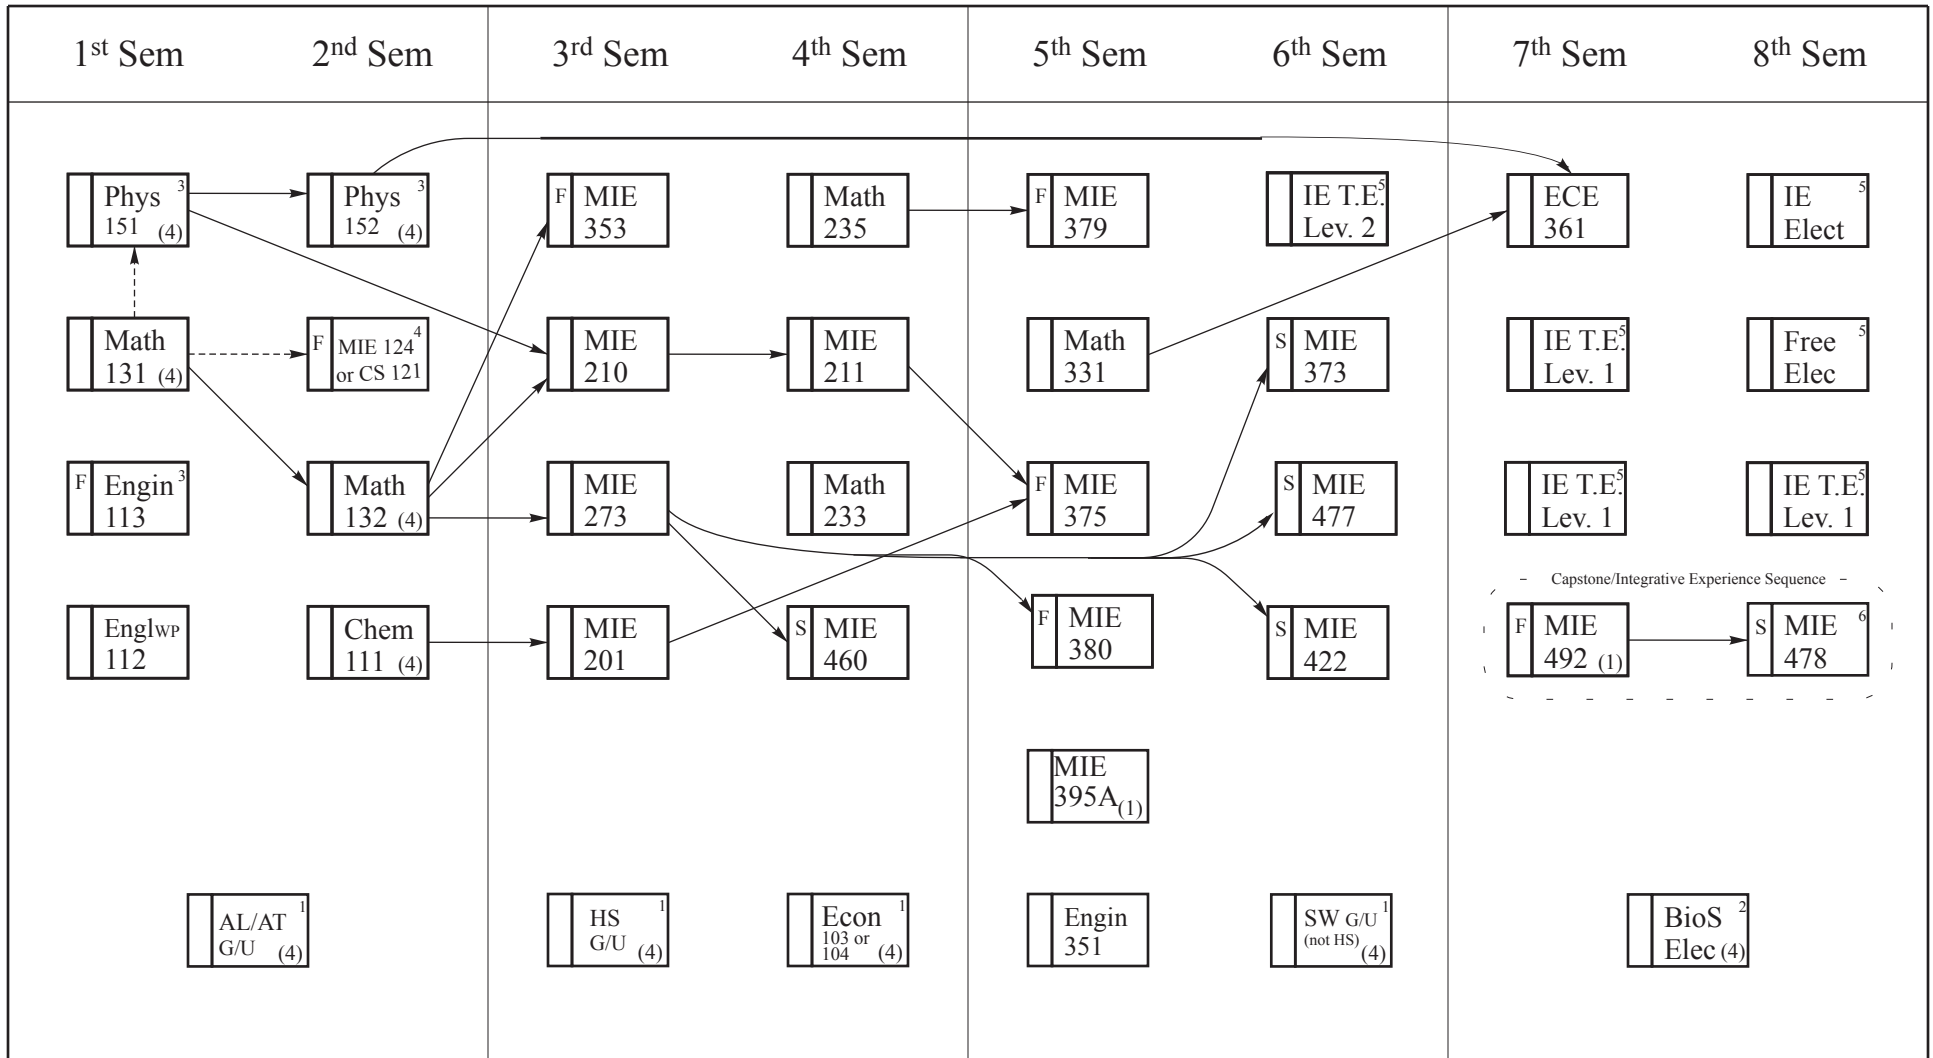 1st Sem
2nd Sem
3rd Sem
4th Sem
5th Sem
6th Sem
7th Sem
8th Sem
Phys 3
151 (4)
Phys 3
152 (4)
F MIE
353
Math
235
F MIE
379
IE T.E. 5
Lev. 2
ECE
361
IE 5
Elect
Math
131 (4)
F MIE 124 4
or CS 121
MIE
210
MIE
211
Math
331
S MIE
373
IE T.E. 5
Lev. 1
Free 5
Elec
F Engin 3
113
Math
132 (4)
MIE
273
Math
233
F MIE
375
S MIE
477
IE T.E. 5
Lev. 1
IE T.E. 5
Lev. 1
Capstone/Integrative Experience Sequence
EnglWP
112
Chem
111 (4)
MIE
201
S MIE
460
F MIE
380
S MIE
422
F MIE
492 (1)
S MIE 6
478
MIE
395A (1)
AL/AT 1
G/U (4)
HS 1
G/U (4)
Econ 1
103 or
104 (4)
Engin
351
SW G/U 1
(not HS)
(4)
BioS 2
Elec (4)